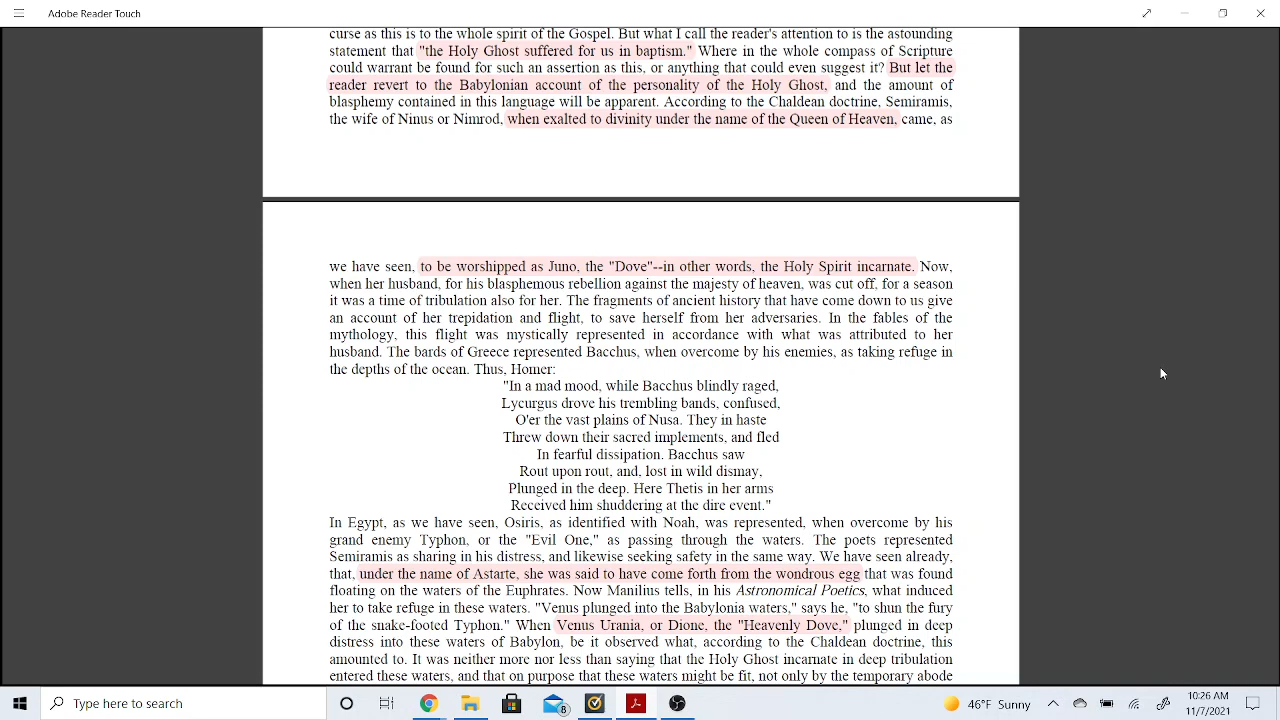 Adobe Reader Touch
curse as this is to the whole spirit of the Gospel. But what I call the reader's attention to is the astounding
statement that "the Holy Ghost suffered for us in baptism." Where in the whole compass of Scripture
could warrant be found for such an assertion as this, or anything that could even suggest it? But let the
reader revert to the Babylonian account of the personality of the Holy Ghost, and the amount of
blasphemy contained in this language will be apparent. According to the Chaldean doctrine, Semiramis,
the wife of Ninus or Nimrod, when exalted to divinity under the name of the Queen of Heaven, came, as
we have seen, to be worshipped as Juno, the "Dove"--in other words, the Holy Spirit incarnate. Now,
when her husband, for his blasphemous rebellion against the majesty of heaven, was cut off, for a season
it was a time of tribulation also for her. The fragments of ancient history that have come down to us give
an account of her trepidation and flight, to save herself from her adversaries. In the fables of the
mythology, this flight was mystically represented in accordance with what was attributed to her
husband. The bards of Greece represented Bacchus, when overcome by his enemies, as taking refuge in
the depths of the ocean. Thus, Homer:
"In a mad mood, while Bacchus blindly raged,
Lycurgus drove his trembling bands, confused,
O'er the vast plains of Nusa. They in haste
Threw down their sacred implements, and fled
In fearful dissipation. Bacchus saw
Rout upon rout, and, lost in wild dismay,
Plunged in the deep. Here Thetis in her arms
Received him shuddering at the dire event."
In Egypt, as we have seen, Osiris, as identified with Noah, was represented, when overcome by his
grand enemy Typhon, or the "Evil One," as passing through the waters. The poets represented
Semiramis as sharing in his distress, and likewise seeking safety in the same way. We have seen already,
that, under the name of Astarte, she was said to have come forth from the wondrous egg that was found
floating on the waters of the Euphrates. Now Manilius tells, in his Astronomical Poetics, what induced
her to take refuge in these waters. "Venus plunged into the Babylonia waters," says he, "to shun the fury
of the snake-footed Typhon." When Venus Urania, or Dione, the "Heavenly Dove," plunged in deep
distress into these waters of Babylon, be it observed what, according to the Chaldean doctrine, this
amounted to. It was neither more nor less than saying that the Holy Ghost incarnate in deep tribulation
entered these waters, and that on purpose that these waters might be fit, not only by the temporary abode
Type here to search
8
46°F Sunny
10:26 AM
11/7/2021